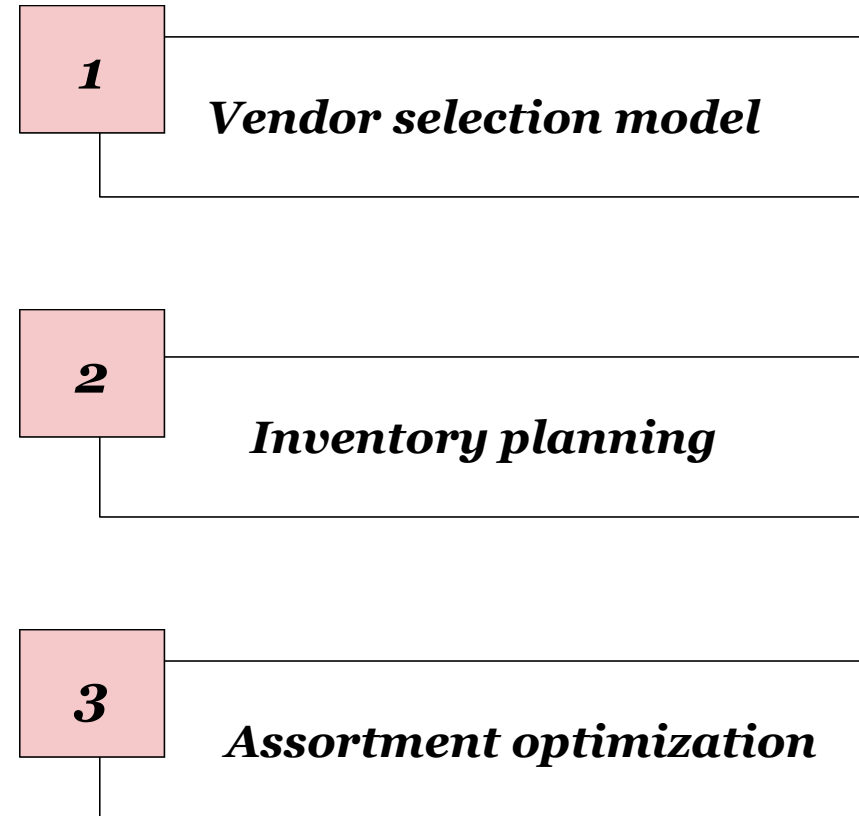 1
Vendor selection model
2
Inventory planning
3
Assortment optimization